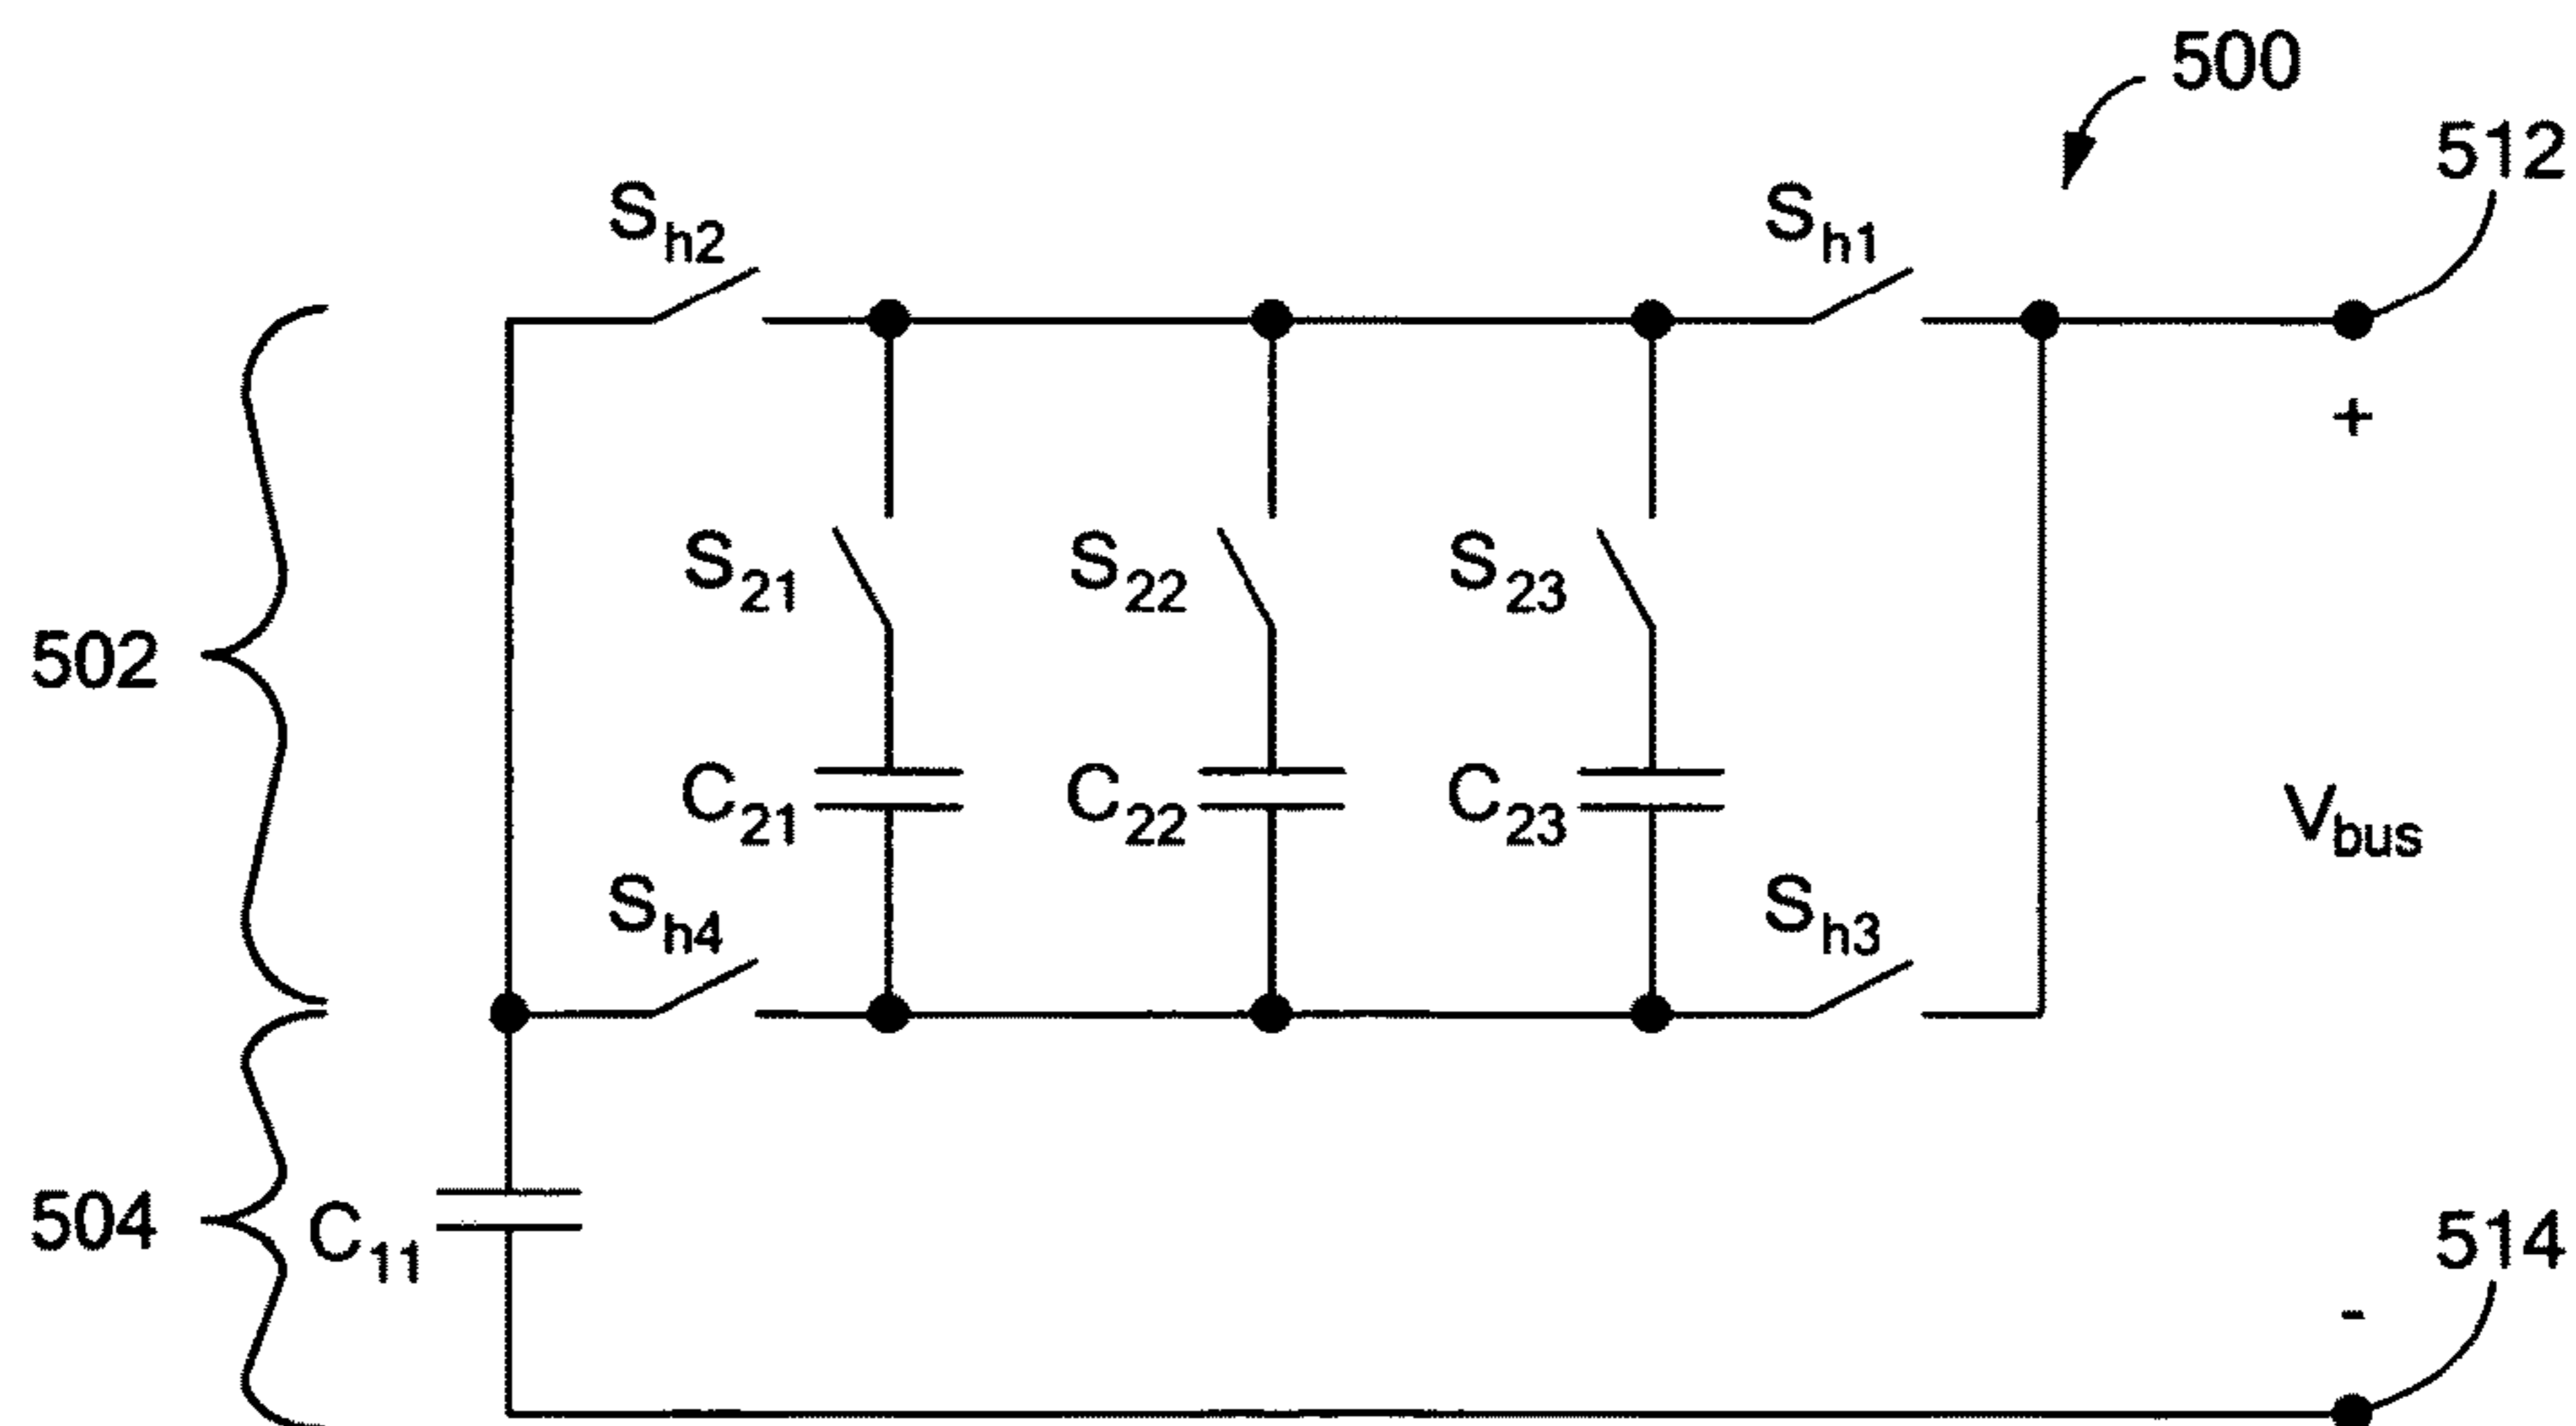 500
512
S_h2
S_h1
+
S_21
S_22
S_23
502
C_21
C_22
C_23
V_bus
S_h4
S_h3
504
C_11
514
-